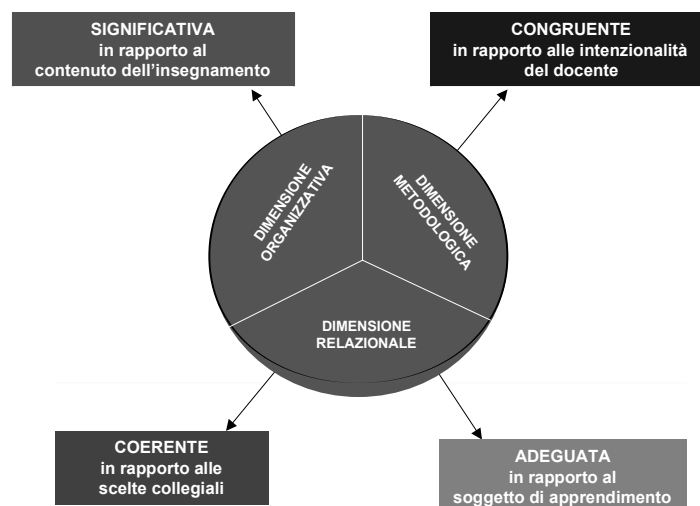 SIGNIFICATIVA
in rapporto al
contenuto dell'insegnamento
CONGRUENTE
in rapporto alle intenzionalità
del docente
DIMENSIONE
ORGANIZZATIVA
DIMENSIONE
METODOLOGICA
DIMENSIONE
RELAZIONALE
COERENTE
in rapporto alle
scelte collegiali
ADEGUATA
in rapporto al
soggetto di apprendimento